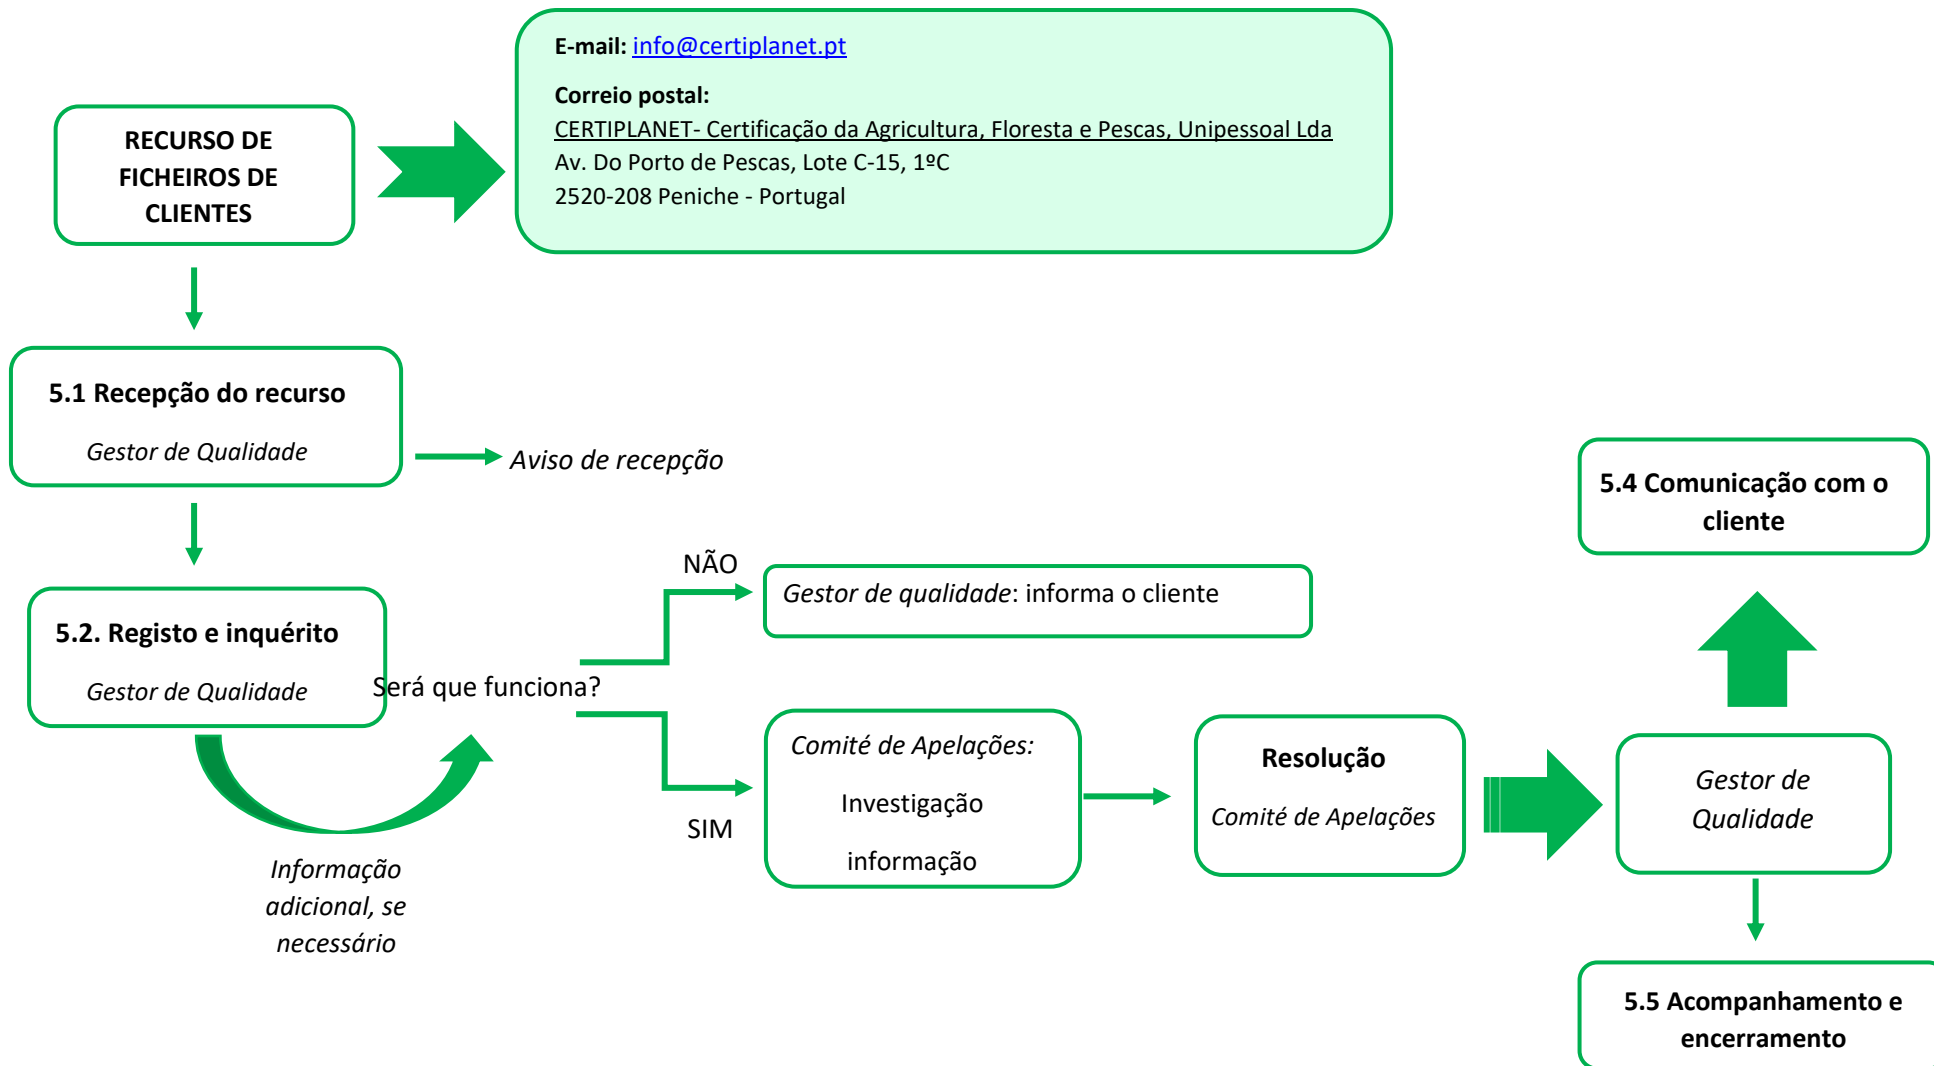 E-mail: info@certiplanet.pt
Correio postal:
CERTIPLANET- Certificação da Agricultura, Floresta e Pescas, Unipessoal Lda
Av. Do Porto de Pescas, Lote C-15, 1ºC
2520-208 Peniche - Portugal
RECURSO DE
FICHEIROS DE
CLIENTES
5.1 Recepção do recurso
Gestor de Qualidade
Aviso de recepção
5.2. Registo e inquérito
Gestor de Qualidade
Será que funciona?
Informação
adicional, se
necessário
NÃO
Gestor de qualidade: informa o cliente
SIM
Comité de Apelações:
Investigação
informação
Resolução
Comité de Apelações
Gestor de
Qualidade
5.4 Comunicação com o
cliente
5.5 Acompanhamento e
encerramento